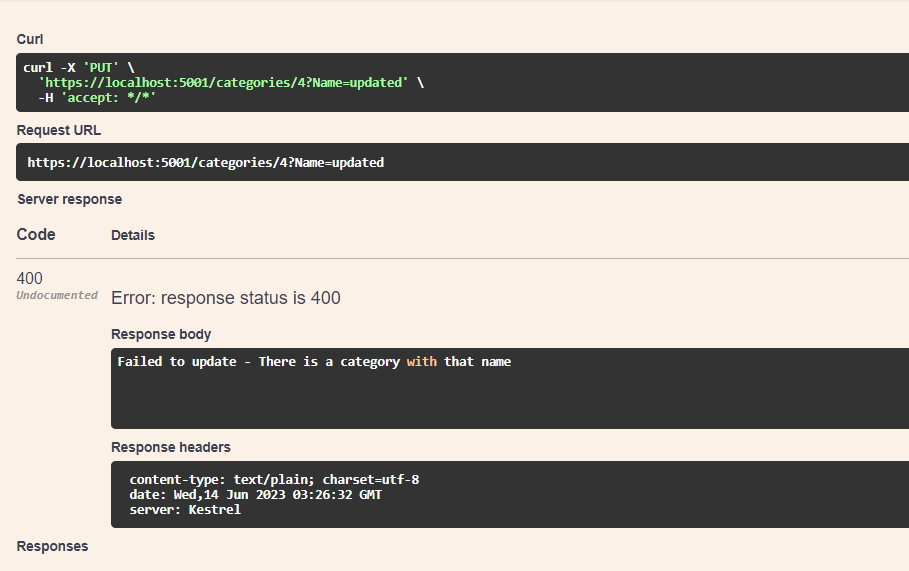 Curl
curl -X 'PUT' \
'https://localhost:5001/categories/4?Name=updated' \
-H 'accept: */*'
Request URL
https://localhost:5001/categories/4?Name=updated
Server response
Code Details
400
Undocumented
Error: response status is 400
Response body
Failed to update - There is a category with that name
Response headers
content-type: text/plain; charset=utf-8
date: Wed,14 Jun 2023 03:26:32 GMT
server: Kestrel
Responses